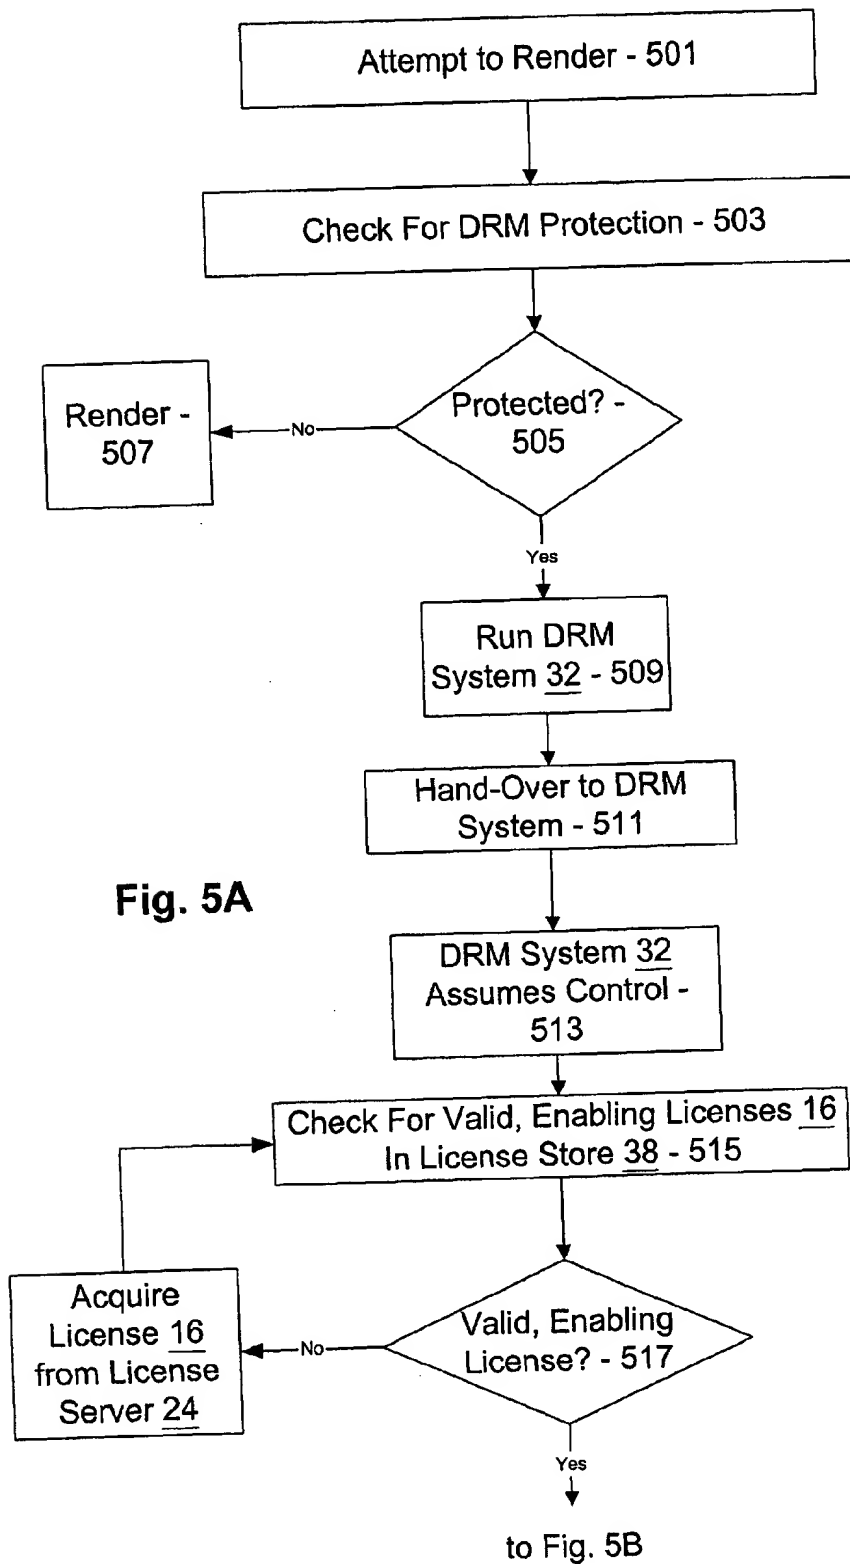 Attempt to Render - 501
Check For DRM Protection - 503
Protected? -
505
No
Render -
507
Yes
Run DRM
System 32 - 509
Hand-Over to DRM
System - 511
Fig. 5A
DRM System 32
Assumes Control -
513
Check For Valid, Enabling Licenses 16
In License Store 38 - 515
Valid, Enabling
License? - 517
No
Acquire
License 16
from License
Server 24
Yes
to Fig. 5B